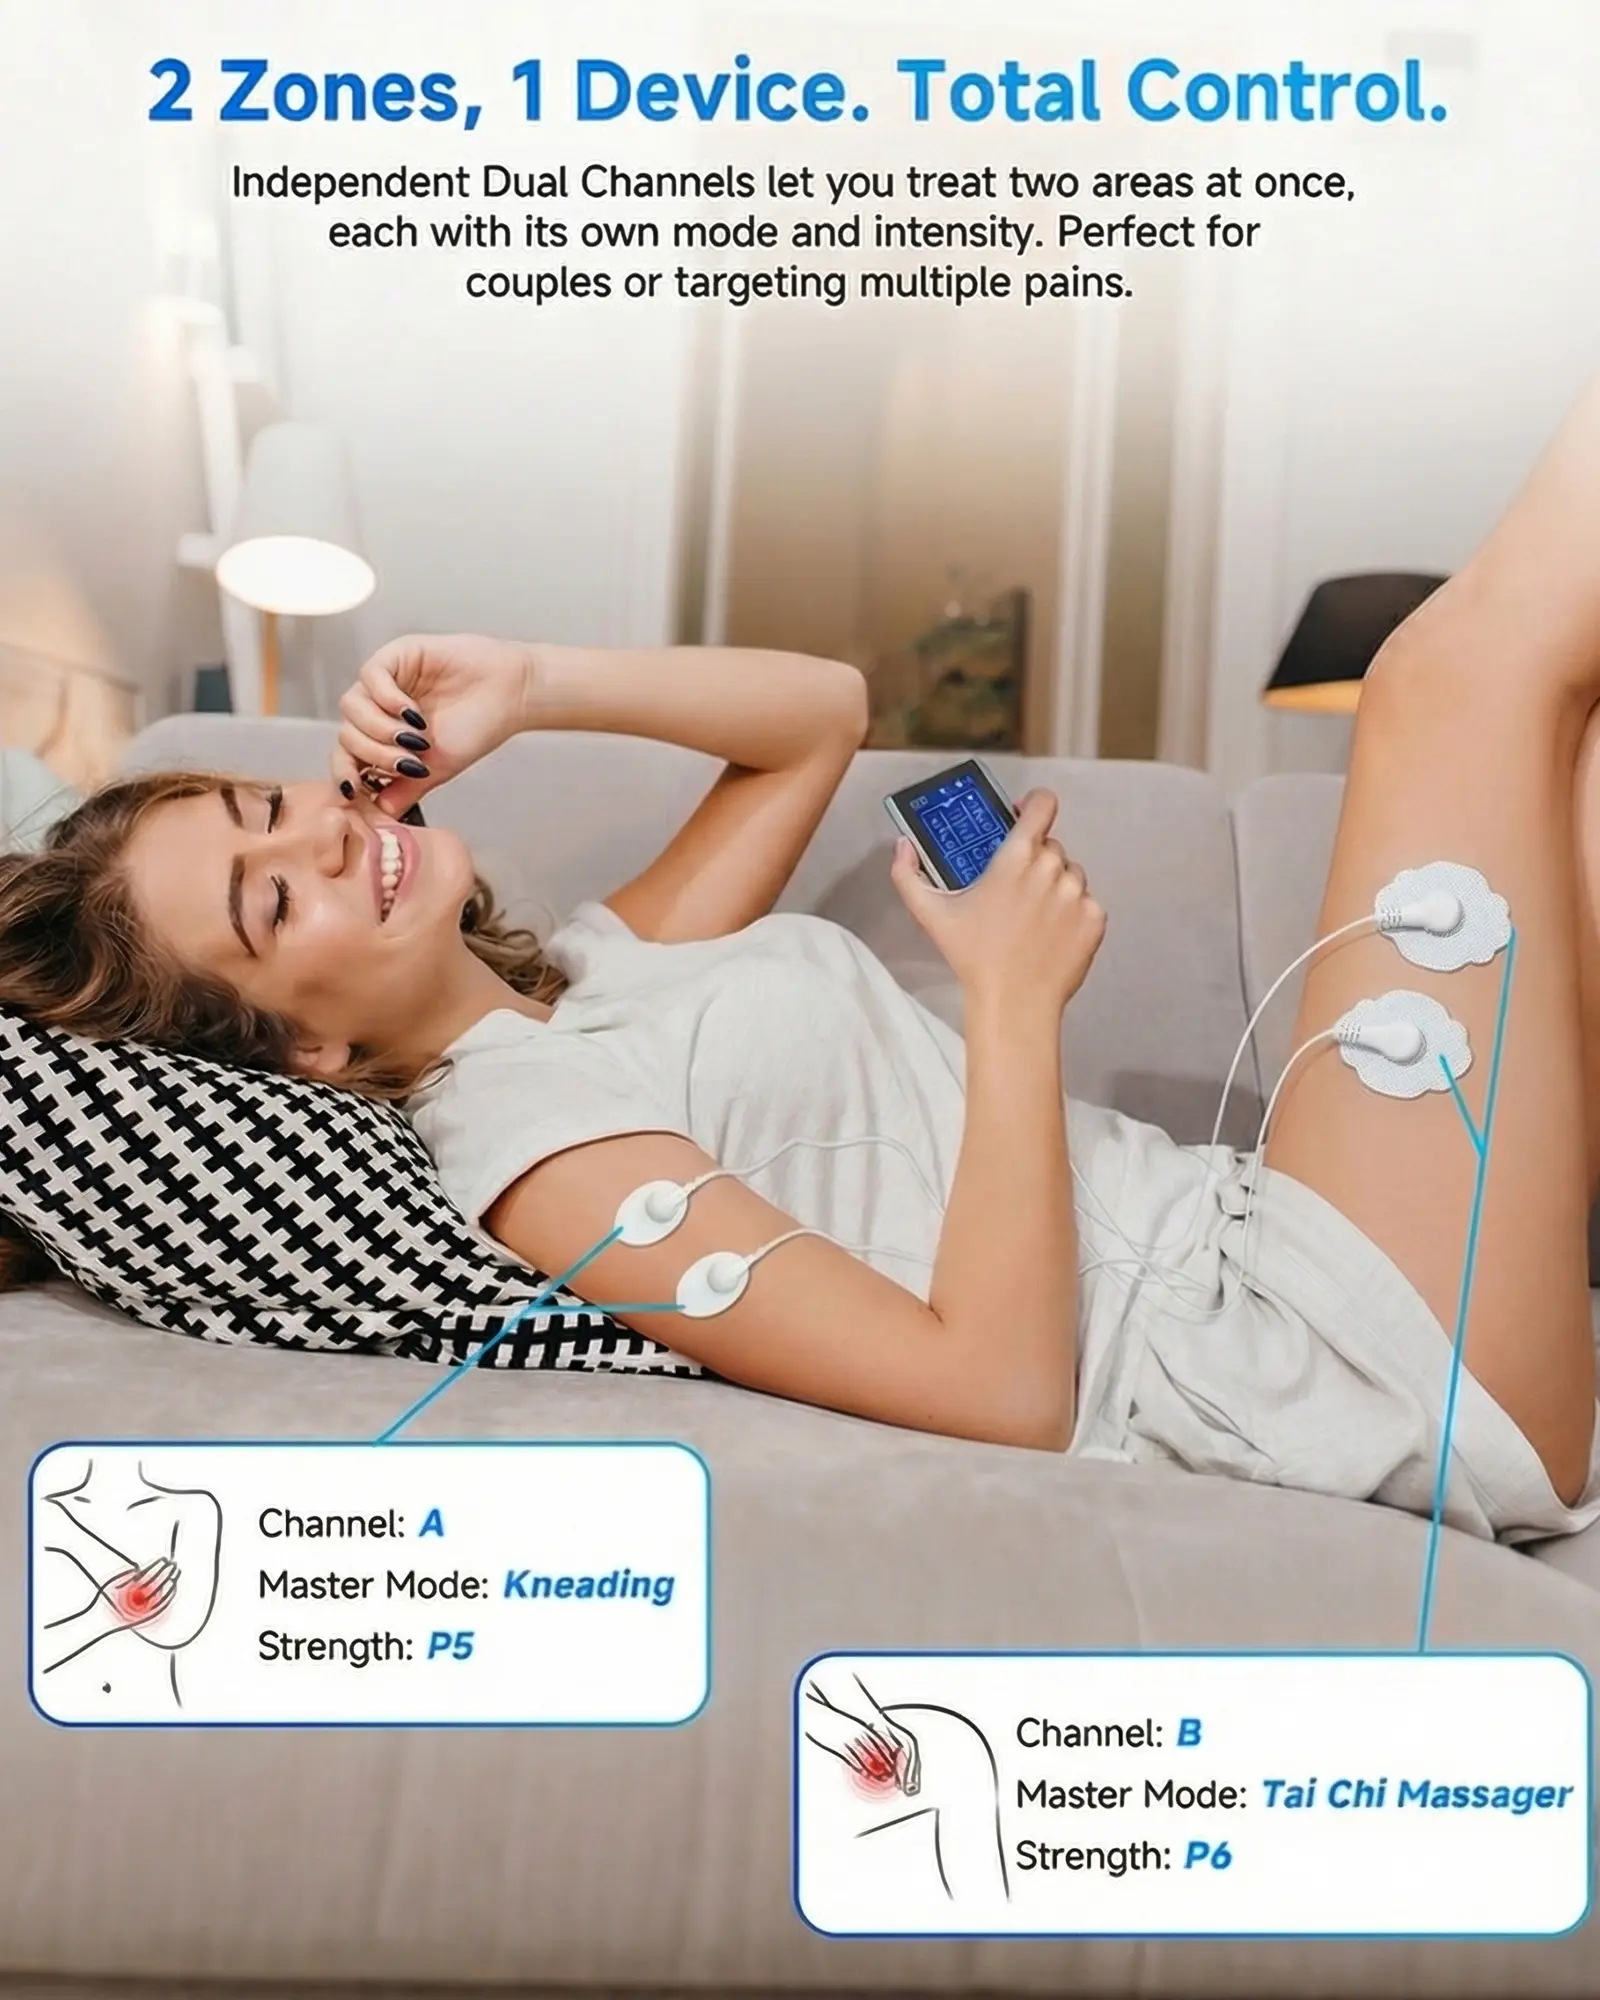 2 Zones, 1 Device. Total Control.
Independent Dual Channels let you treat two areas at once,
each with its own mode and intensity. Perfect for
couples or targeting multiple pains.
Channel: A
Master Mode: Kneading
Strength: P5
Channel: B
Master Mode: Tai Chi Massager
Strength: P6